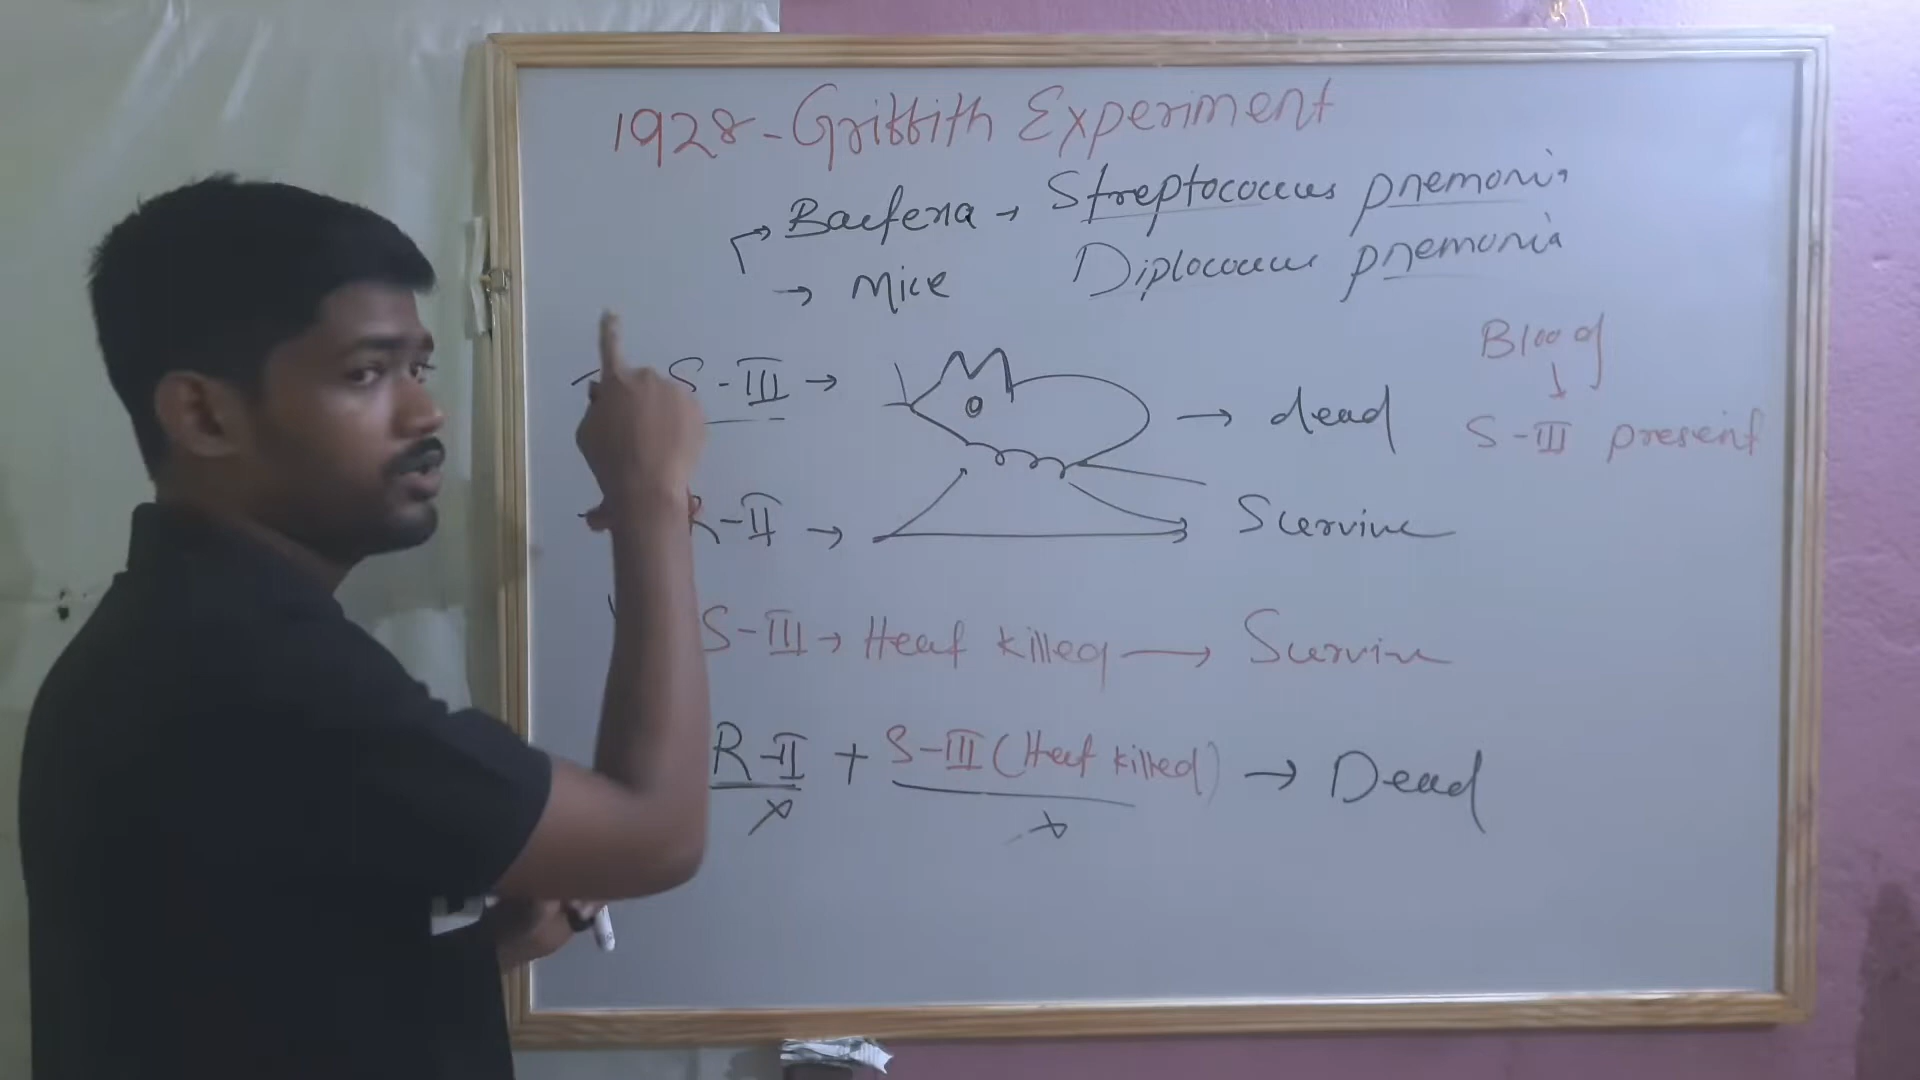 1928 - Griffith Experiment
→ Bacteria → Streptococcus pnemonia
→ Mice Diplococcus pnemonia
Blood
↓
S-III present
S-III → → dead
R-II → Survive
S-III → Heat killed → Survive
R-II + S-III (Heat killed) → Dead